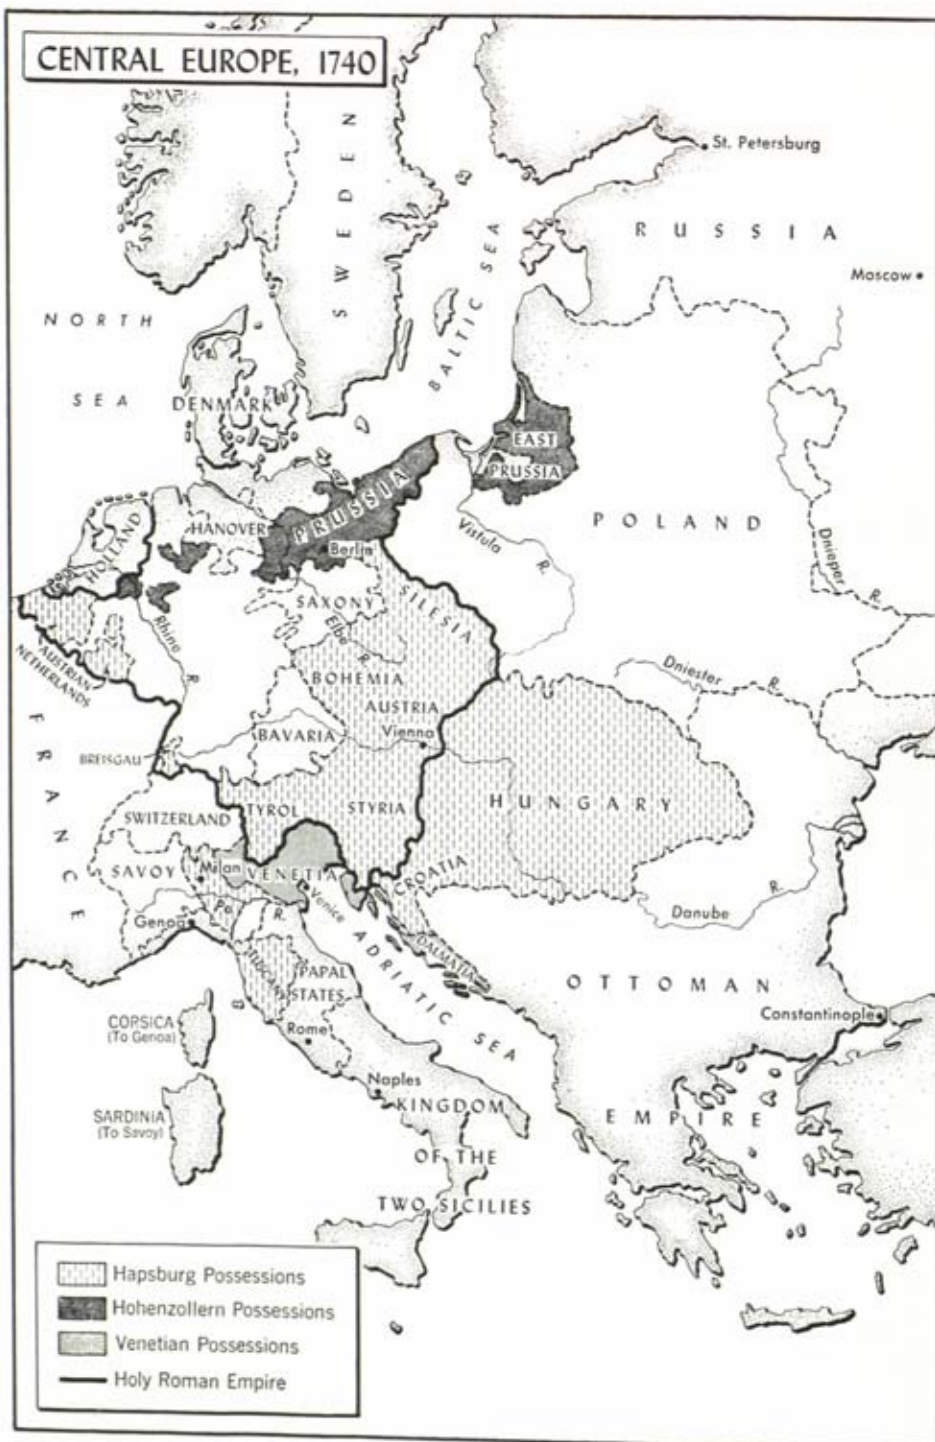 CENTRAL EUROPE, 1740
SWEDEN
St. Petersburg
RUSSIA
Moscow
NORTH
SEA
BALTIC SEA
DENMARK
EAST
PRUSSIA
PRUSSIA
HANOVER
HOLLAND
Berlin
POLAND
Vistula
R.
Dnieper
R.
SAXONY
SILESIA
Elbe R.
Rhine
R.
AUSTRIAN
NETHERLANDS
BOHEMIA
Dniester
R.
AUSTRIA
BAVARIA
Vienna
FRANCE
BREISGAU
HUNGARY
TYROL
STYRIA
SWITZERLAND
SAVOY
Milan
VENETIA
Venice
CROATIA
Po
R.
Genoa
Danube
R.
DALMATIA
ADRIATIC SEA
TUSCANY
PAPAL
STATES
OTTOMAN
Constantinople
CORSICA
(To Genoa)
Rome
Naples
SARDINIA
(To Savoy)
KINGDOM
OF THE
TWO SICILIES
EMPIRE
Hapsburg Possessions
Hohenzollern Possessions
Venetian Possessions
Holy Roman Empire